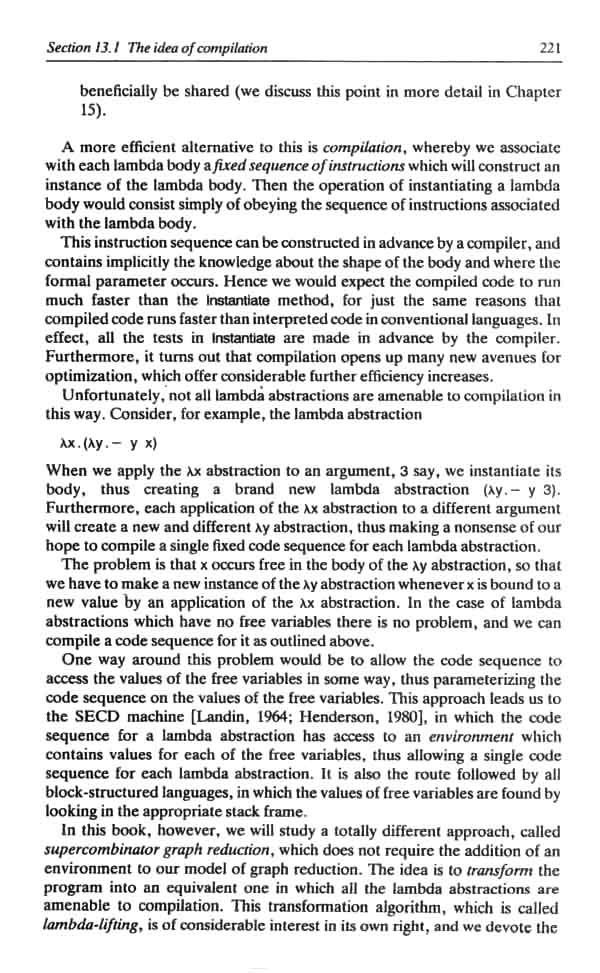 Section 13.1 The idea of compilation 221
beneficially be shared (we discuss this point in more detail in Chapter
15).
A more efficient alternative to this is compilation, whereby we associate
with each lambda body a fixed sequence of instructions which will construct an
instance of the lambda body. Then the operation of instantiating a lambda
body would consist simply of obeying the sequence of instructions associated
with the lambda body.
This instruction sequence can be constructed in advance by a compiler, and
contains implicitly the knowledge about the shape of the body and where the
formal parameter occurs. Hence we would expect the compiled code to run
much faster than the Instantiate method, for just the same reasons that
compiled code runs faster than interpreted code in conventional languages. In
effect, all the tests in Instantiate are made in advance by the compiler.
Furthermore, it turns out that compilation opens up many new avenues for
optimization, which offer considerable further efficiency increases.
Unfortunately, not all lambda abstractions are amenable to compilation in
this way. Consider, for example, the lambda abstraction
λx.(λy.− y x)
When we apply the λx abstraction to an argument, 3 say, we instantiate its
body, thus creating a brand new lambda abstraction (λy.− y 3).
Furthermore, each application of the λx abstraction to a different argument
will create a new and different λy abstraction, thus making a nonsense of our
hope to compile a single fixed code sequence for each lambda abstraction.
The problem is that x occurs free in the body of the λy abstraction, so that
we have to make a new instance of the λy abstraction whenever x is bound to a
new value by an application of the λx abstraction. In the case of lambda
abstractions which have no free variables there is no problem, and we can
compile a code sequence for it as outlined above.
One way around this problem would be to allow the code sequence to
access the values of the free variables in some way, thus parameterizing the
code sequence on the values of the free variables. This approach leads us to
the SECD machine [Landin, 1964; Henderson, 1980], in which the code
sequence for a lambda abstraction has access to an environment which
contains values for each of the free variables, thus allowing a single code
sequence for each lambda abstraction. It is also the route followed by all
block-structured languages, in which the values of free variables are found by
looking in the appropriate stack frame.
In this book, however, we will study a totally different approach, called
supercombinator graph reduction, which does not require the addition of an
environment to our model of graph reduction. The idea is to transform the
program into an equivalent one in which all the lambda abstractions are
amenable to compilation. This transformation algorithm, which is called
lambda-lifting, is of considerable interest in its own right, and we devote the